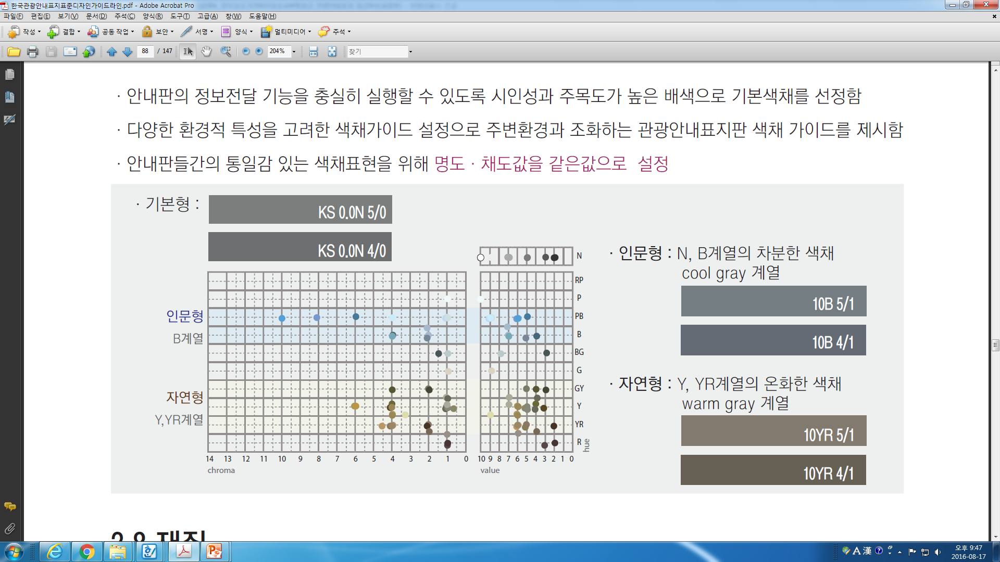 한국관광안내표지표준디자인가이드라인.pdf - Adobe Acrobat Pro
파일(F) 편집(E) 보기(V) 문서(D) 주석(C) 양식(R) 도구(T) 고급(A) 창(W) 도움말(H)
작성 결합 공동 작업 보안 서명 양식 멀티미디어 주석
88 / 147 204% 찾기
· 안내판의 정보전달 기능을 충실히 실행할 수 있도록 시인성과 주목도가 높은 배색으로 기본색채를 선정함
· 다양한 환경적 특성을 고려한 색채가이드 설정으로 주변환경과 조화하는 관광안내표지판 색채 가이드를 제시함
· 안내판들간의 통일감 있는 색채표현을 위해 명도 · 채도값을 같은값으로 설정
· 기본형 :
KS 0.0N 5/0
KS 0.0N 4/0
인문형
B계열
자연형
Y,YR계열
N
RP
P
PB
B
BG
G
GY
Y
YR
R
hue
14 13 12 11 10 9 8 7 6 5 4 3 2 1 0
chroma
10 9 8 7 6 5 4 3 2 1 0
value
· 인문형 : N, B계열의 차분한 색채
cool gray 계열
10B 5/1
10B 4/1
· 자연형 : Y, YR계열의 온화한 색채
warm gray 계열
10YR 5/1
10YR 4/1
A 漢
오후 9:47
2016-08-17